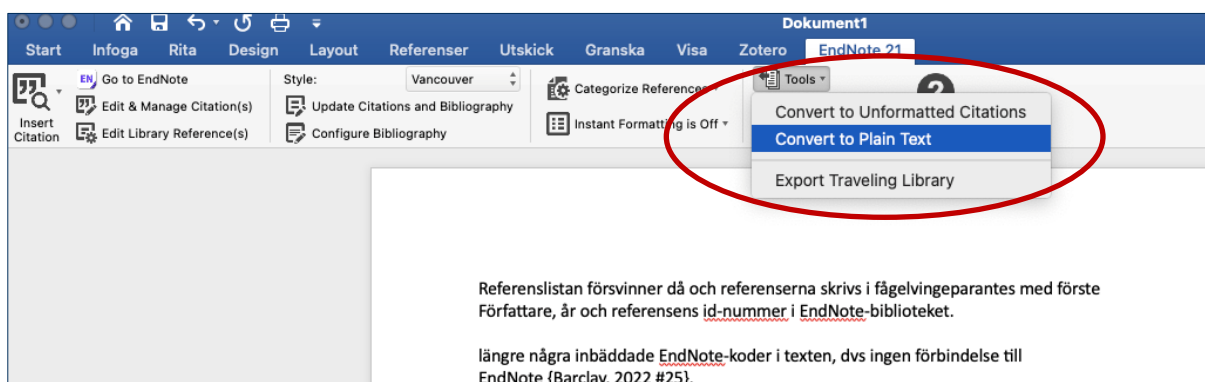 Dokument1
Start Infoga Rita Design Layout Referenser Utskick Granska Visa Zotero EndNote 21
Insert Citation
EN Go to EndNote
Edit & Manage Citation(s)
Edit Library Reference(s)
Style: Vancouver
Update Citations and Bibliography
Configure Bibliography
Categorize References
Instant Formatting is Off
Tools
Convert to Unformatted Citations
Convert to Plain Text
Export Traveling Library
Referenslistan försvinner då och referenserna skrivs i fågelvingeparantes med förste
Författare, år och referensens id-nummer i EndNote-biblioteket.
längre några inbäddade EndNote-koder i texten, dvs ingen förbindelse till
EndNote {Barclay, 2022 #25}.